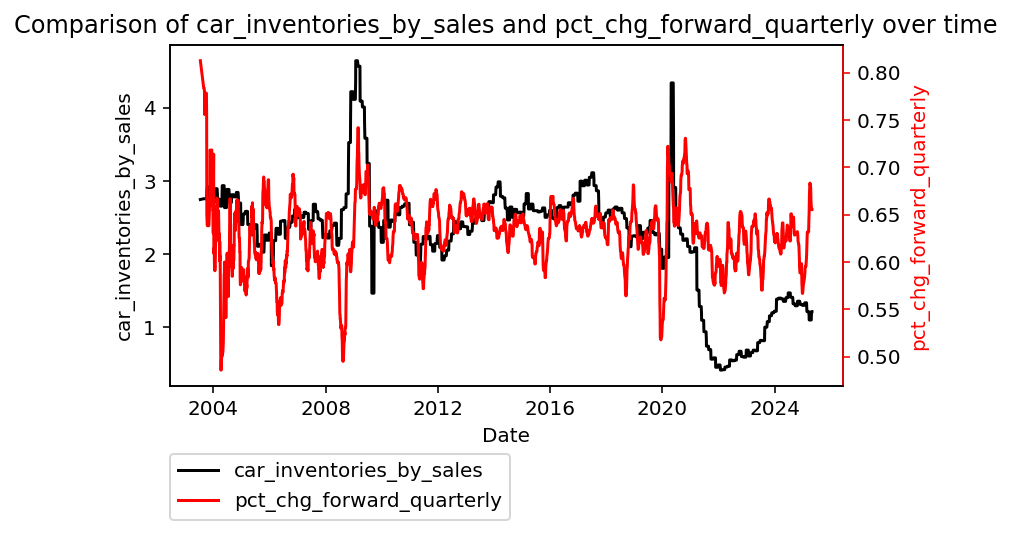 Comparison of car_inventories_by_sales and pct_chg_forward_quarterly over time
car_inventories_by_sales
4
3
2
1
0.80
0.75
0.70
0.65
0.60
0.55
0.50
pct_chg_forward_quarterly
2004 2008 2012 2016 2020 2024
Date
car_inventories_by_sales
pct_chg_forward_quarterly